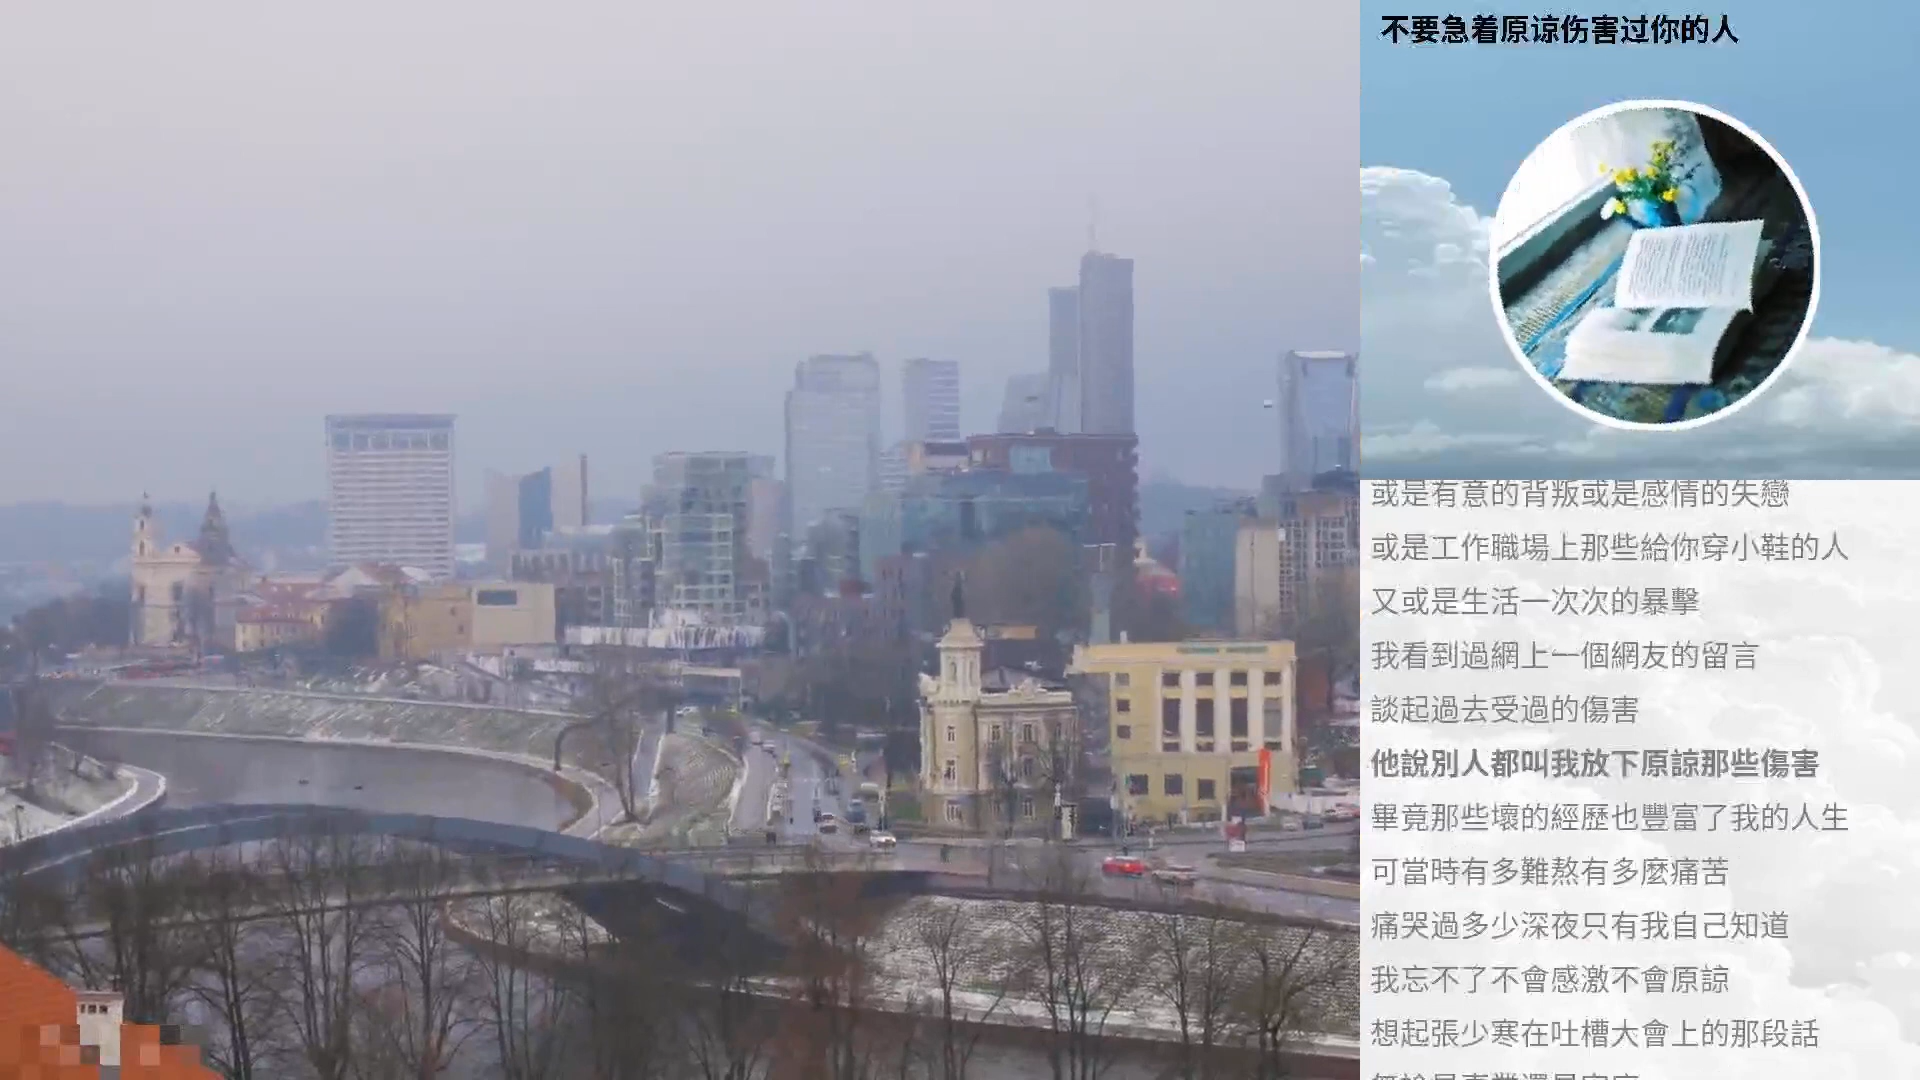 不要急着原谅伤害过你的人
或是有意的背叛或是感情的失戀
或是工作職場上那些給你穿小鞋的人
又或是生活一次次的暴擊
我看到過網上一個網友的留言
談起過去受過的傷害
他說別人都叫我放下原諒那些傷害
畢竟那些壞的經歷也豐富了我的人生
可當時有多難熬有多麼痛苦
痛哭過多少深夜只有我自己知道
我忘不了不會感激不會原諒
想起張少寒在吐槽大會上的那段話